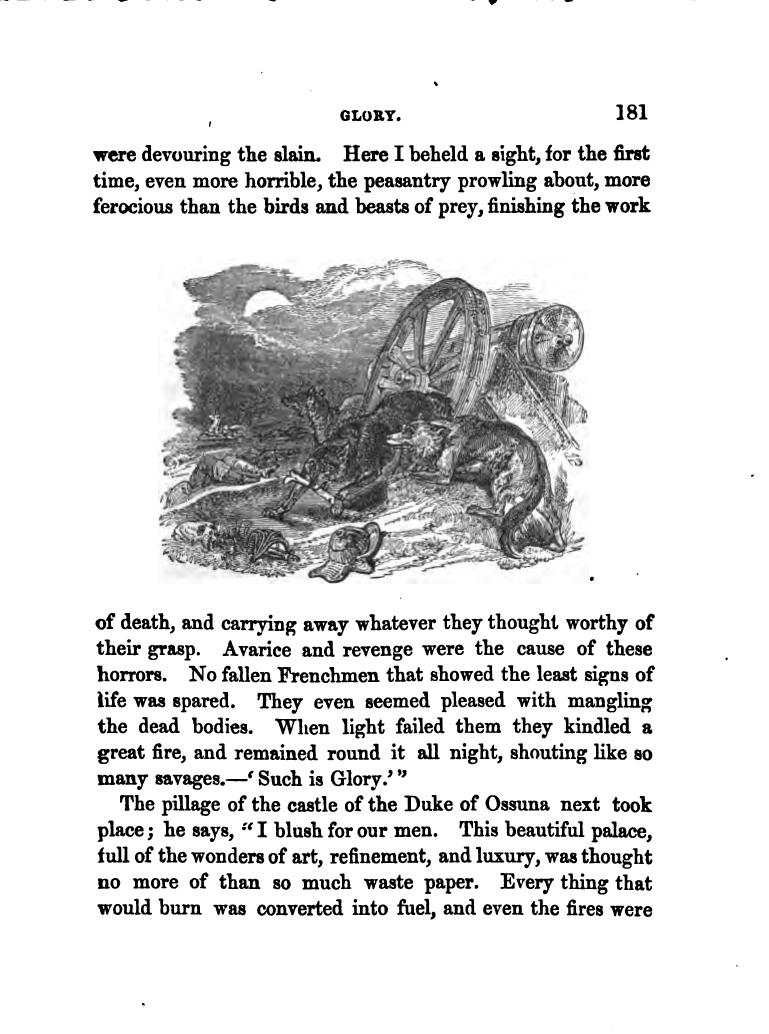 GLORY. 181
were devouring the slain. Here I beheld a sight, for the first
time, even more horrible, the peasantry prowling about, more
ferocious than the birds and beasts of prey, finishing the work
of death, and carrying away whatever they thought worthy of
their grasp. Avarice and revenge were the cause of these
horrors. No fallen Frenchmen that showed the least signs of
life was spared. They even seemed pleased with mangling
the dead bodies. When light failed them they kindled a
great fire, and remained round it all night, shouting like so
many savages.—‘Such is Glory.’”
The pillage of the castle of the Duke of Ossuna next took
place; he says, “I blush for our men. This beautiful palace,
full of the wonders of art, refinement, and luxury, was thought
no more of than so much waste paper. Every thing that
would burn was converted into fuel, and even the fires were